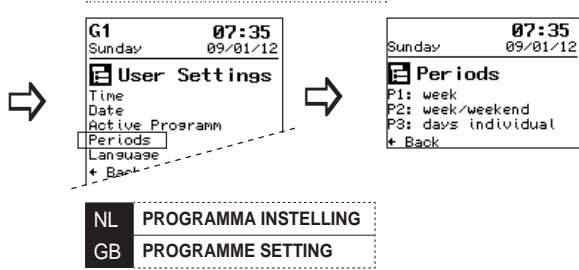 G1 07:35
Sunday 09/01/12
User Settings
Time
Date
Active Programm
Periods
Language
← Back
07:35
Sunday 09/01/12
Periods
P1: week
P2: week/weekend
P3: days individual
← Back
NL PROGRAMMA INSTELLING
GB PROGRAMME SETTING